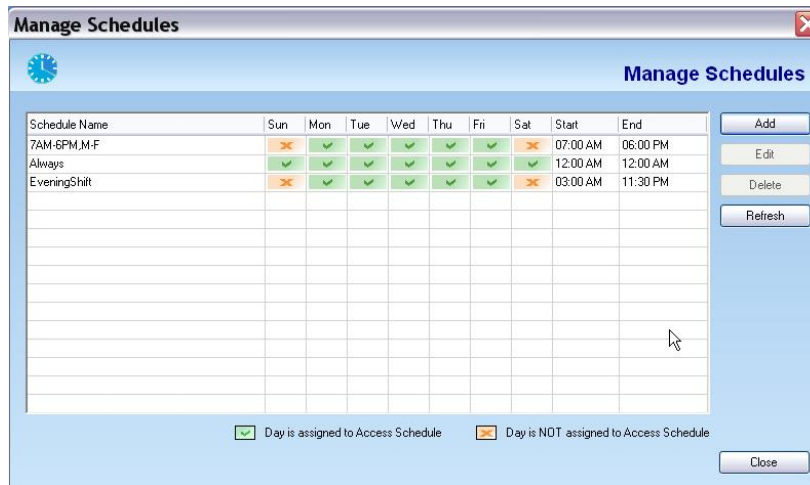 Manage Schedules
Manage Schedules
Schedule Name Sun Mon Tue Wed Thu Fri Sat Start End
7AM-6PM,M-F 07:00 AM 06:00 PM
Always 12:00 AM 12:00 AM
EveningShift 03:00 AM 11:30 PM
Add
Edit
Delete
Refresh
Day is assigned to Access Schedule Day is NOT assigned to Access Schedule
Close